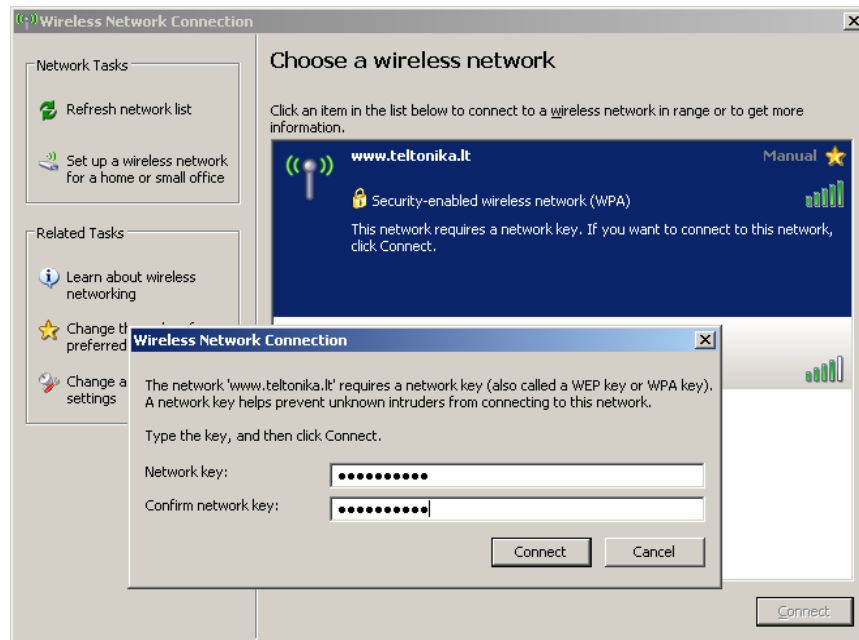 Wireless Network Connection
Network Tasks
Refresh network list
Set up a wireless network
for a home or small office
Related Tasks
Learn about wireless
networking
Change th
preferred
Change a
settings
Choose a wireless network
Click an item in the list below to connect to a wireless network in range or to get more
information.
www.teltonika.lt
Manual
Security-enabled wireless network (WPA)
This network requires a network key. If you want to connect to this network,
click Connect.
Wireless Network Connection
The network 'www.teltonika.lt' requires a network key (also called a WEP key or WPA key).
A network key helps prevent unknown intruders from connecting to this network.
Type the key, and then click Connect.
Network key:
●●●●●●●●●●
Confirm network key:
●●●●●●●●●●
Connect
Cancel
Connect